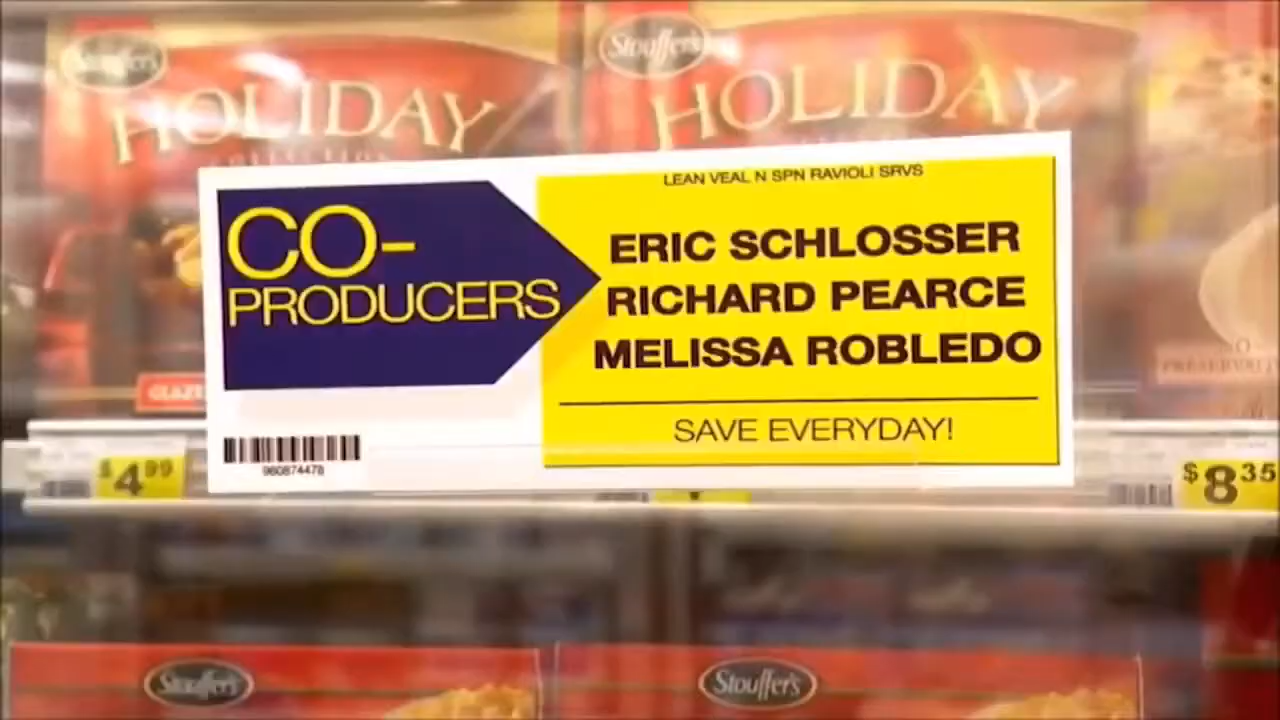 Stouffer's
Stouffer's
HOLIDAY
HOLIDAY
LEAN VEAL N SPN RAVIOLI SRVS
CO-
PRODUCERS
ERIC SCHLOSSER
RICHARD PEARCE
MELISSA ROBLEDO
SAVE EVERYDAY!
960874478
$4.99
$8.35
Stouffer's
Stouffer's